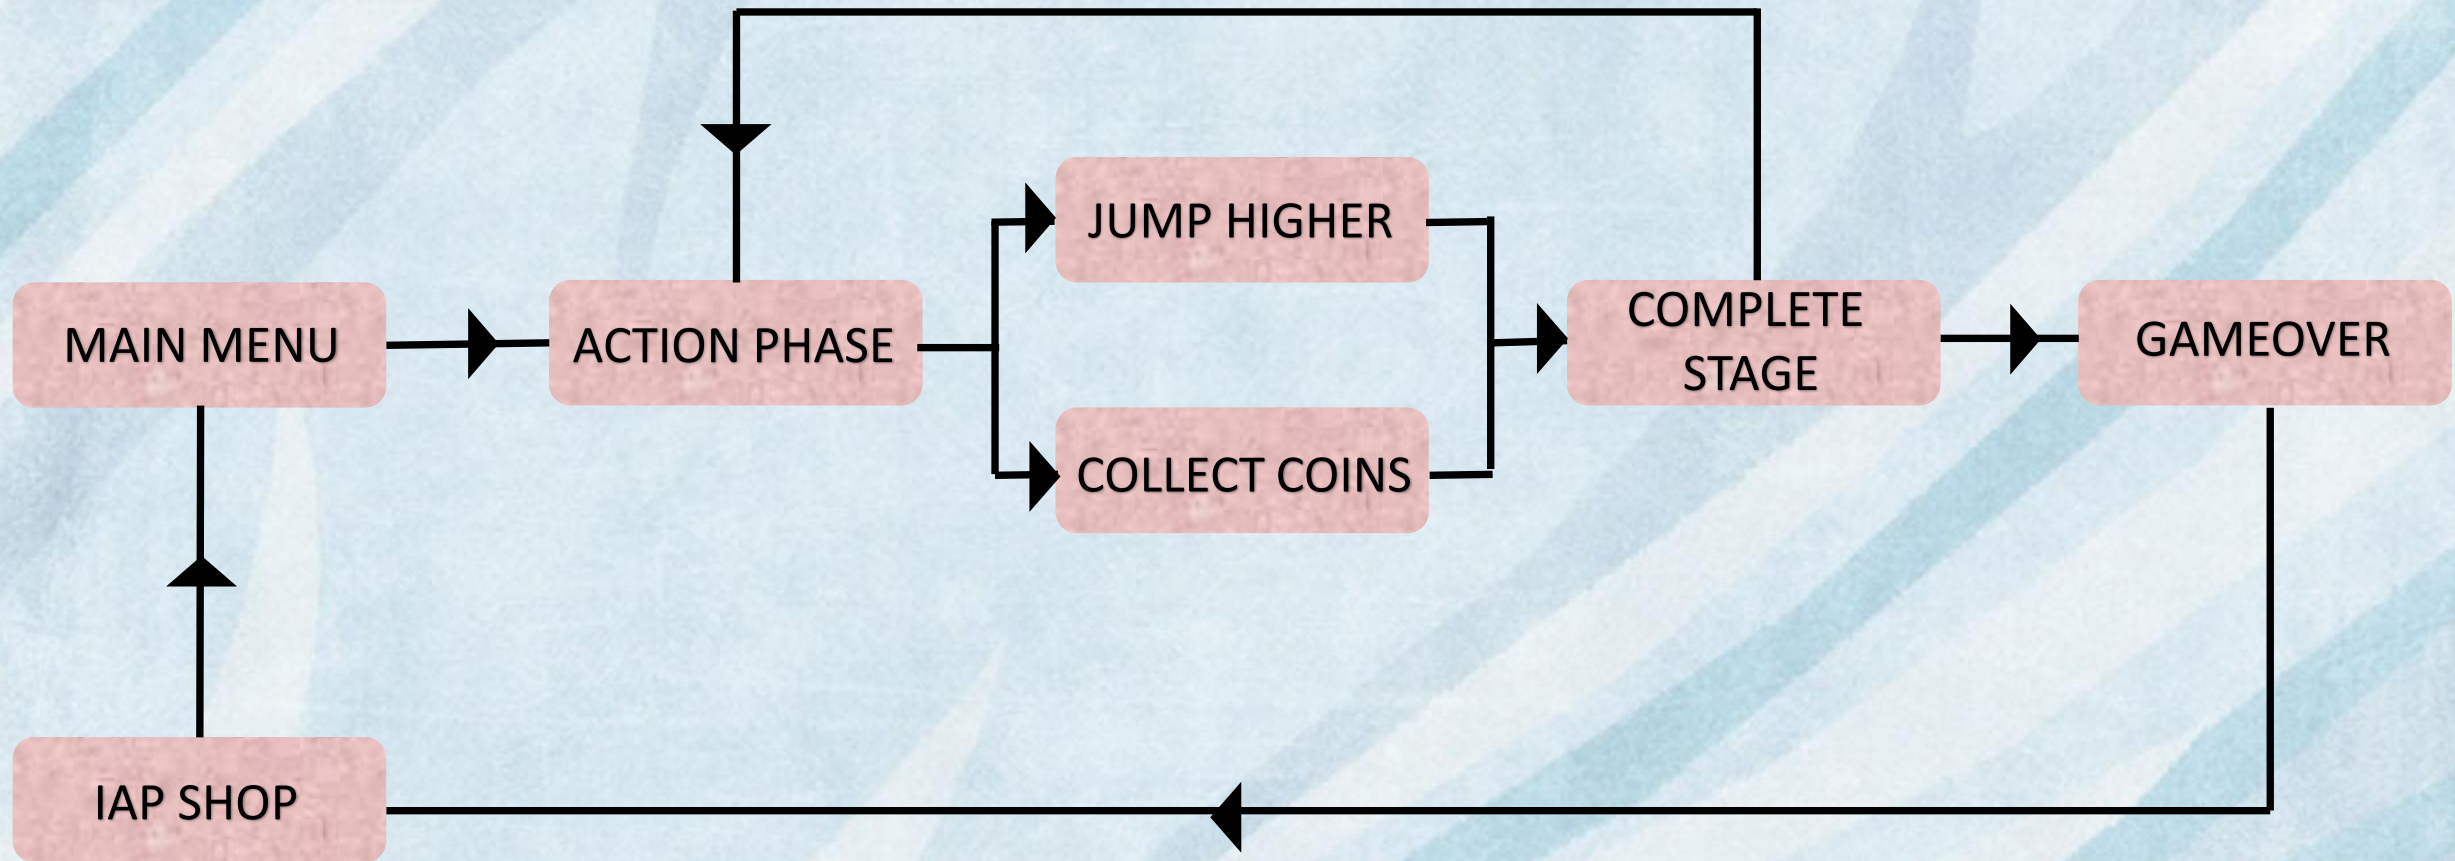 JUMP HIGHER
MAIN MENU
ACTION PHASE
COMPLETE
STAGE
GAMEOVER
COLLECT COINS
IAP SHOP